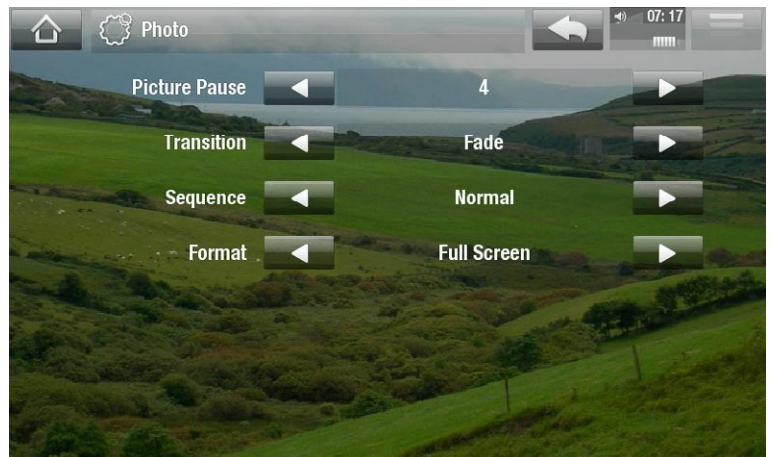 Photo
07:17
Picture Pause 4
Transition Fade
Sequence Normal
Format Full Screen